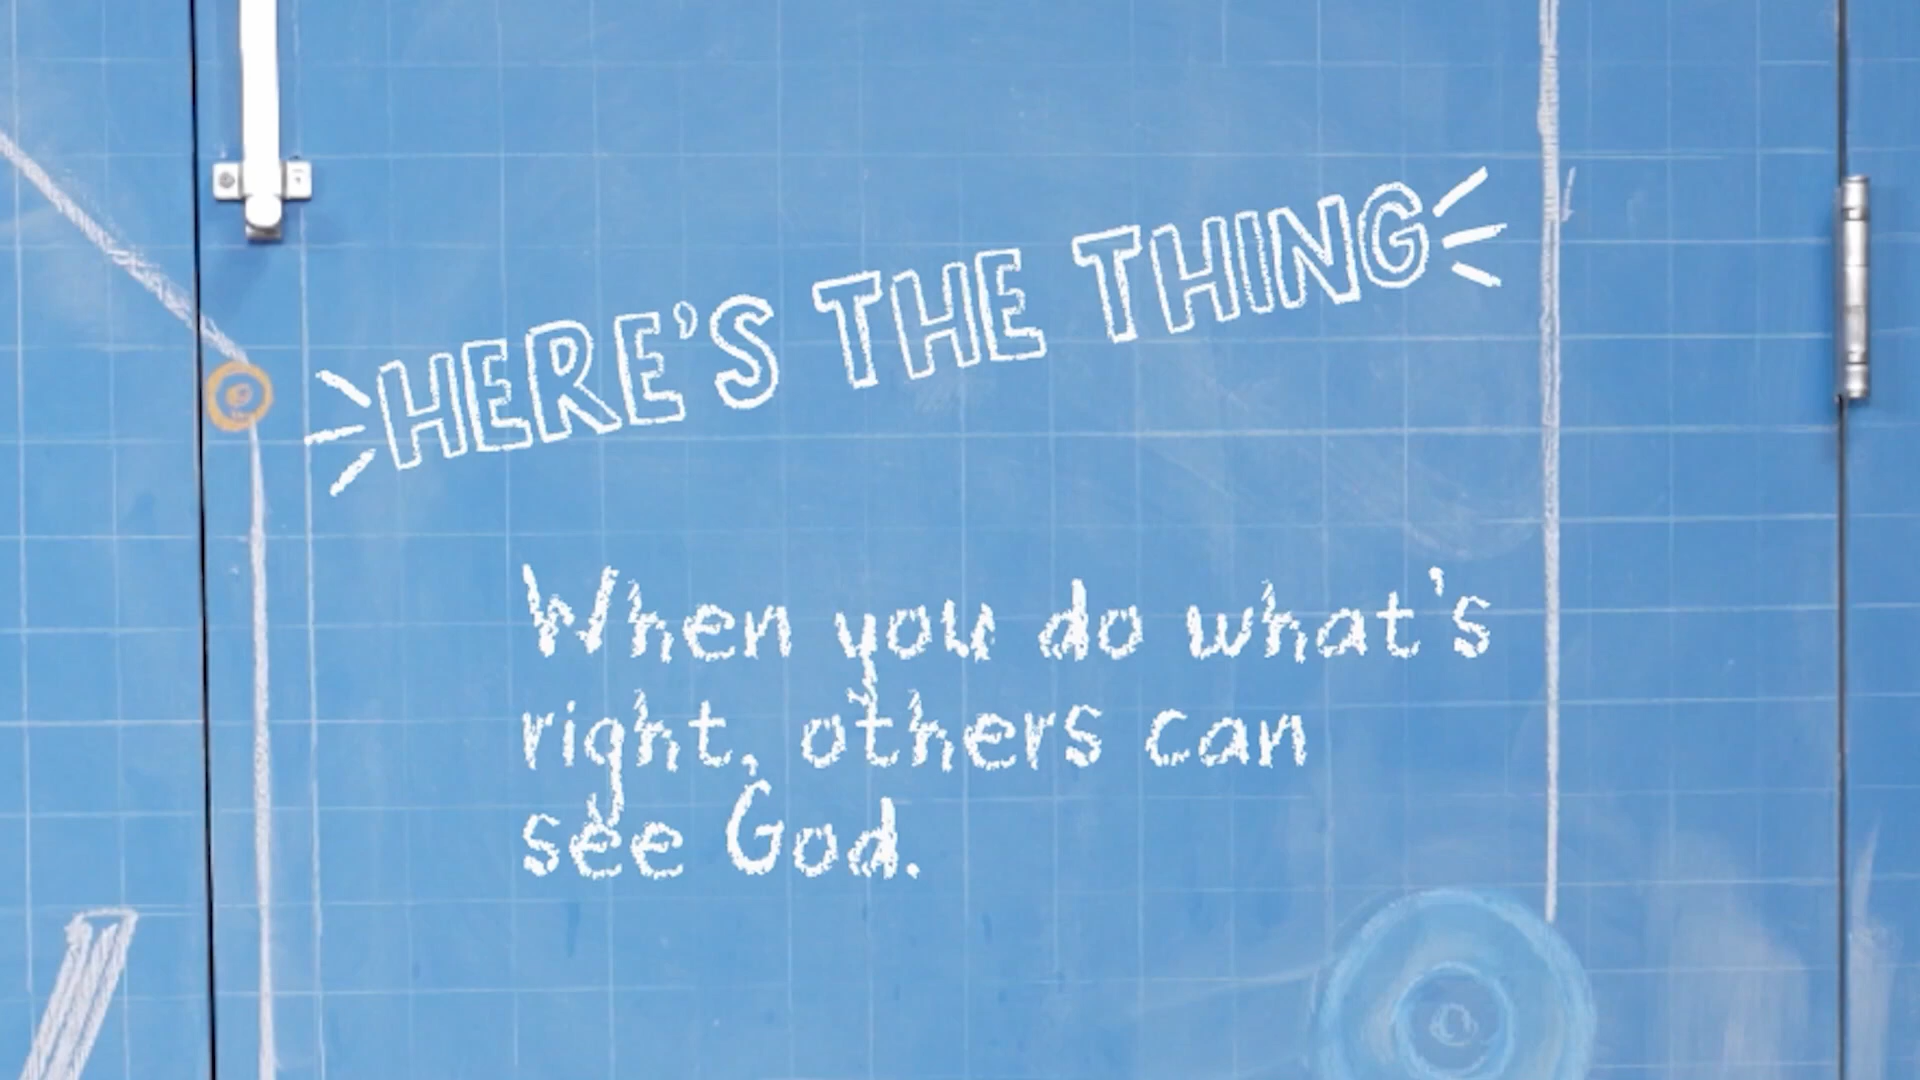 HERE'S THE THING
When you do what's
right, others can
see God.